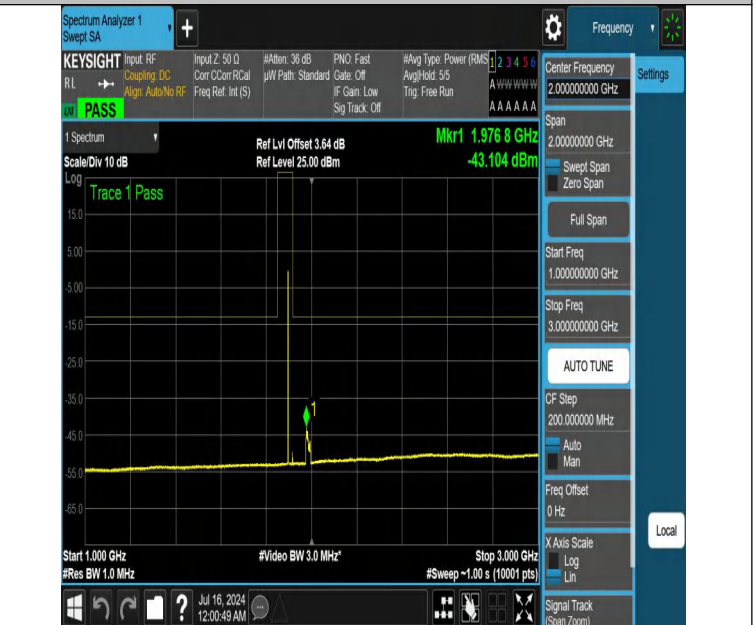 Spectrum Analyzer 1
Swept SA
+
Frequency
KEYSIGHT
Input: RF
Coupling: DC
Align: Auto/No RF
Input Z: 50 Ω
Corr CCorr RCal
Freq Ref: Int (S)
#Atten: 36 dB
µW Path: Standard
PNO: Fast
Gate: Off
IF Gain: Low
Sig Track: Off
#Avg Type: Power (RMS
Avg|Hold: 5/5
Trig: Free Run
1 2 3 4 5 6
A W W W W W
A A A A A A
RL
PASS
1 Spectrum
Scale/Div 10 dB
Ref Lvl Offset 3.64 dB
Ref Level 25.00 dBm
Mkr1 1.976 8 GHz
-43.104 dBm
Log
Trace 1 Pass
15.0
5.00
-5.00
-15.0
-25.0
-35.0
-45.0
-55.0
-65.0
1
Start 1.000 GHz
#Res BW 1.0 MHz
#Video BW 3.0 MHz*
Stop 3.000 GHz
#Sweep ~1.00 s (10001 pts)
Center Frequency
2.000000000 GHz
Settings
Span
2.00000000 GHz
Swept Span
Zero Span
Full Span
Start Freq
1.000000000 GHz
Stop Freq
3.000000000 GHz
AUTO TUNE
CF Step
200.000000 MHz
Auto
Man
Freq Offset
0 Hz
X Axis Scale
Log
Lin
Local
Signal Track
(Span Zoom)
?
Jul 16, 2024
12:00:49 AM